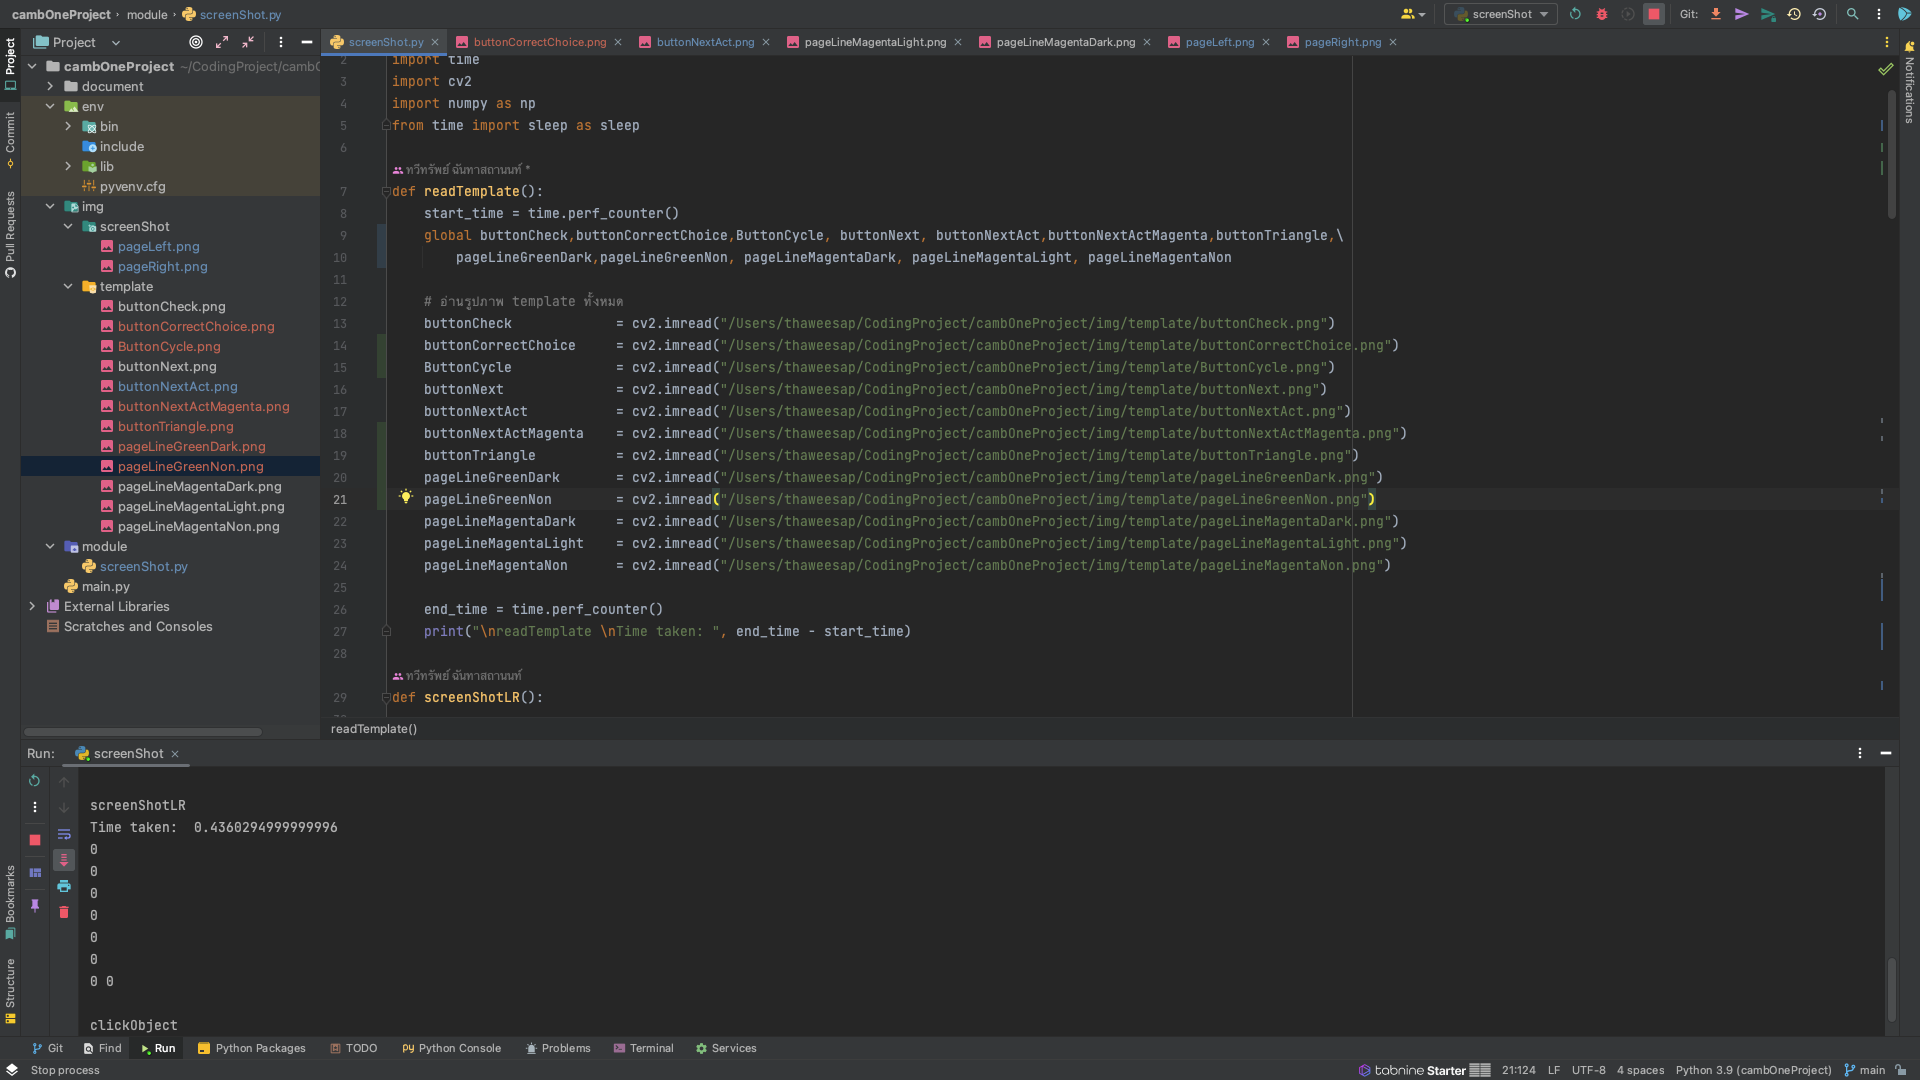 cambOneProject › module › screenShot.py
screenShot
Git:
Project
screenShot.py
buttonCorrectChoice.png
buttonNextAct.png
pageLineMagentaLight.png
pageLineMagentaDark.png
pageLeft.png
pageRight.png
cambOneProject ~/CodingProject/cambC
document
env
bin
include
lib
pyvenv.cfg
img
screenShot
pageLeft.png
pageRight.png
template
buttonCheck.png
buttonCorrectChoice.png
ButtonCycle.png
buttonNext.png
buttonNextAct.png
buttonNextActMagenta.png
buttonTriangle.png
pageLineGreenDark.png
pageLineGreenNon.png
pageLineMagentaDark.png
pageLineMagentaLight.png
pageLineMagentaNon.png
module
screenShot.py
main.py
External Libraries
Scratches and Consoles
Project
Commit
Pull Requests
Bookmarks
Structure
Notifications
2 import time
3 import cv2
4 import numpy as np
5 from time import sleep as sleep
6
ทวีทรัพย์ ฉันทาสถานนท์ *
7 def readTemplate():
8 start_time = time.perf_counter()
9 global buttonCheck,buttonCorrectChoice,ButtonCycle, buttonNext, buttonNextAct,buttonNextActMagenta,buttonTriangle,\
10 pageLineGreenDark,pageLineGreenNon, pageLineMagentaDark, pageLineMagentaLight, pageLineMagentaNon
11
12 # อ่านรูปภาพ template ทั้งหมด
13 buttonCheck = cv2.imread("/Users/thaweesap/CodingProject/cambOneProject/img/template/buttonCheck.png")
14 buttonCorrectChoice = cv2.imread("/Users/thaweesap/CodingProject/cambOneProject/img/template/buttonCorrectChoice.png")
15 ButtonCycle = cv2.imread("/Users/thaweesap/CodingProject/cambOneProject/img/template/ButtonCycle.png")
16 buttonNext = cv2.imread("/Users/thaweesap/CodingProject/cambOneProject/img/template/buttonNext.png")
17 buttonNextAct = cv2.imread("/Users/thaweesap/CodingProject/cambOneProject/img/template/buttonNextAct.png")
18 buttonNextActMagenta = cv2.imread("/Users/thaweesap/CodingProject/cambOneProject/img/template/buttonNextActMagenta.png")
19 buttonTriangle = cv2.imread("/Users/thaweesap/CodingProject/cambOneProject/img/template/buttonTriangle.png")
20 pageLineGreenDark = cv2.imread("/Users/thaweesap/CodingProject/cambOneProject/img/template/pageLineGreenDark.png")
21 pageLineGreenNon = cv2.imread("/Users/thaweesap/CodingProject/cambOneProject/img/template/pageLineGreenNon.png")
22 pageLineMagentaDark = cv2.imread("/Users/thaweesap/CodingProject/cambOneProject/img/template/pageLineMagentaDark.png")
23 pageLineMagentaLight = cv2.imread("/Users/thaweesap/CodingProject/cambOneProject/img/template/pageLineMagentaLight.png")
24 pageLineMagentaNon = cv2.imread("/Users/thaweesap/CodingProject/cambOneProject/img/template/pageLineMagentaNon.png")
25
26 end_time = time.perf_counter()
27 print("\nreadTemplate \nTime taken: ", end_time - start_time)
28
ทวีทรัพย์ ฉันทาสถานนท์
29 def screenShotLR():
readTemplate()
Run: screenShot
screenShotLR
Time taken:  0.4360294999999996
0
0
0
0
0
0
0 0
clickObject
Git
Find
Run
Python Packages
TODO
Python Console
Problems
Terminal
Services
Stop process
tabnine Starter
21:124
LF
UTF-8
4 spaces
Python 3.9 (cambOneProject)
main